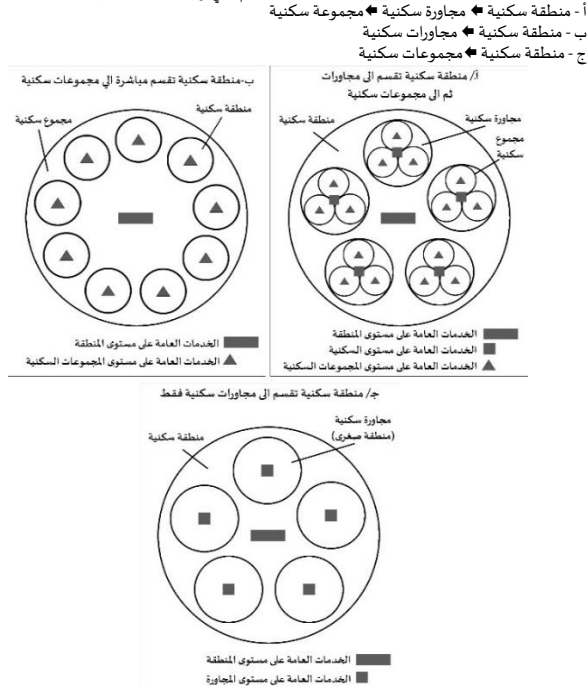 أ - منطقة سكنية ← مجاورة سكنية ← مجموعة سكنية
ب - منطقة سكنية ← مجاورات سكنية
ج - منطقة سكنية ← مجموعات سكنية
أ/ منطقة سكنية تقسم الى مجاورات
ثم الى مجموعات سكنية
منطقة سكنية
مجاورة سكنية
مجموع
سكنية
الخدمات العامة على مستوى المنطقة
الخدمات العامة على مستوى السكنية
الخدمات العامة على مستوى المجموعات السكنية
ب-منطقة سكنية تقسم مباشرة الي مجموعات سكنية
منطقة سكنية
مجموع سكنية
الخدمات العامة على مستوى المنطقة
الخدمات العامة على مستوى المجموعات السكنية
ج/ منطقة سكنية تقسم الى مجاورات سكنية فقط
مجاورة سكنية
(منطقة صغرى)
منطقة سكنية
الخدمات العامة على مستوى المنطقة
الخدمات العامة على مستوى المجاورة